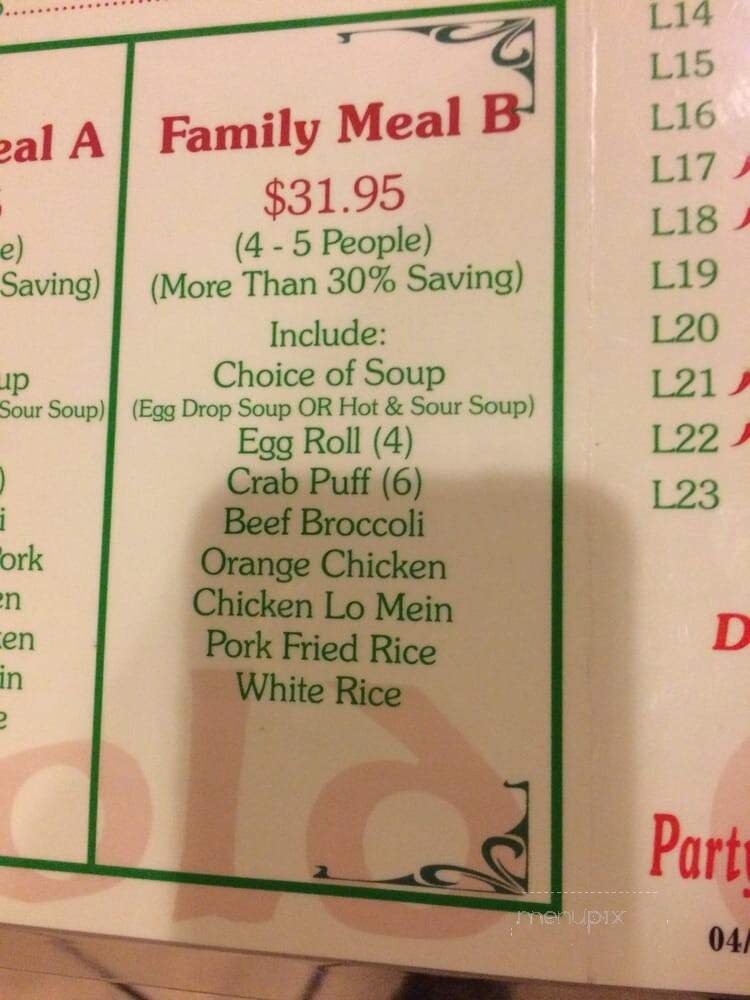 eal A
e)
Saving)
up
Sour Soup)
)
i
Pork
en
ken
in
e
Family Meal B
$31.95
(4 - 5 People)
(More Than 30% Saving)
Include:
Choice of Soup
(Egg Drop Soup OR Hot & Sour Soup)
Egg Roll (4)
Crab Puff (6)
Beef Broccoli
Orange Chicken
Chicken Lo Mein
Pork Fried Rice
White Rice
L14
L15
L16
L17
L18
L19
L20
L21
L22
L23
D
Party
04/
menupix